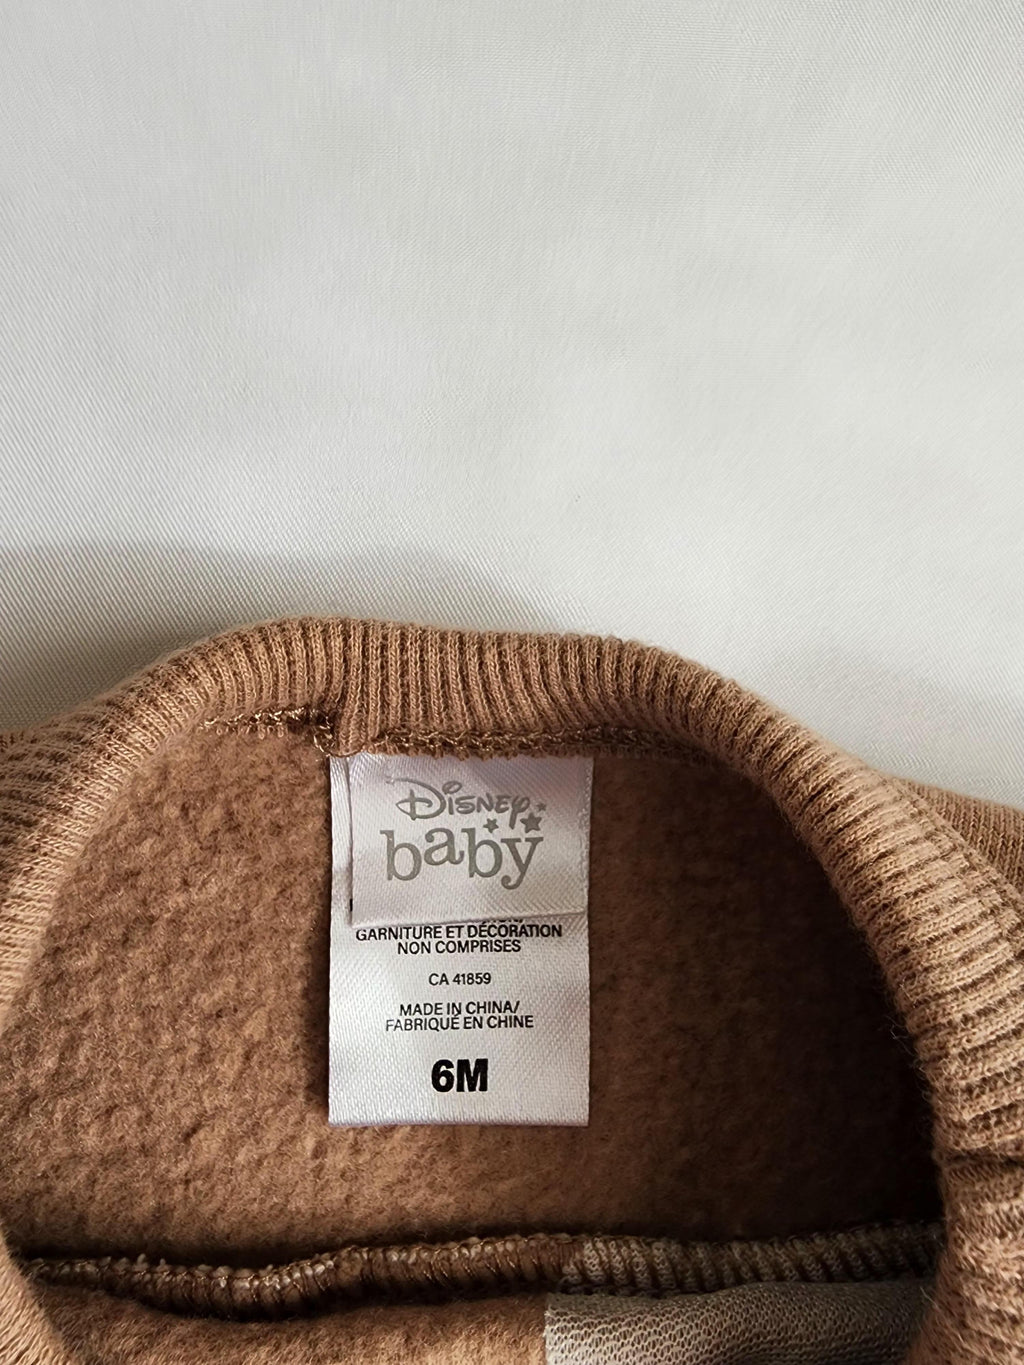 Disney
baby
GARNITURE ET DÉCORATION
NON COMPRISES
CA 41859
MADE IN CHINA/
FABRIQUÉ EN CHINE
6M